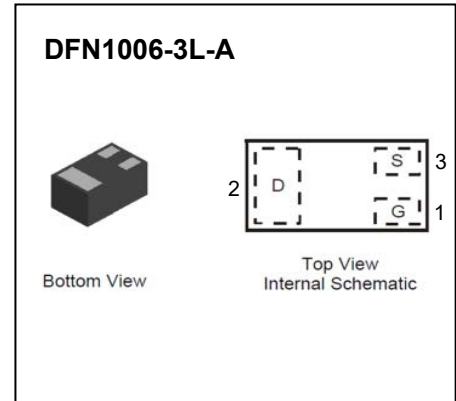 DFN1006-3L-A
S
3
2
D
G
1
Bottom View
Top View
Internal Schematic